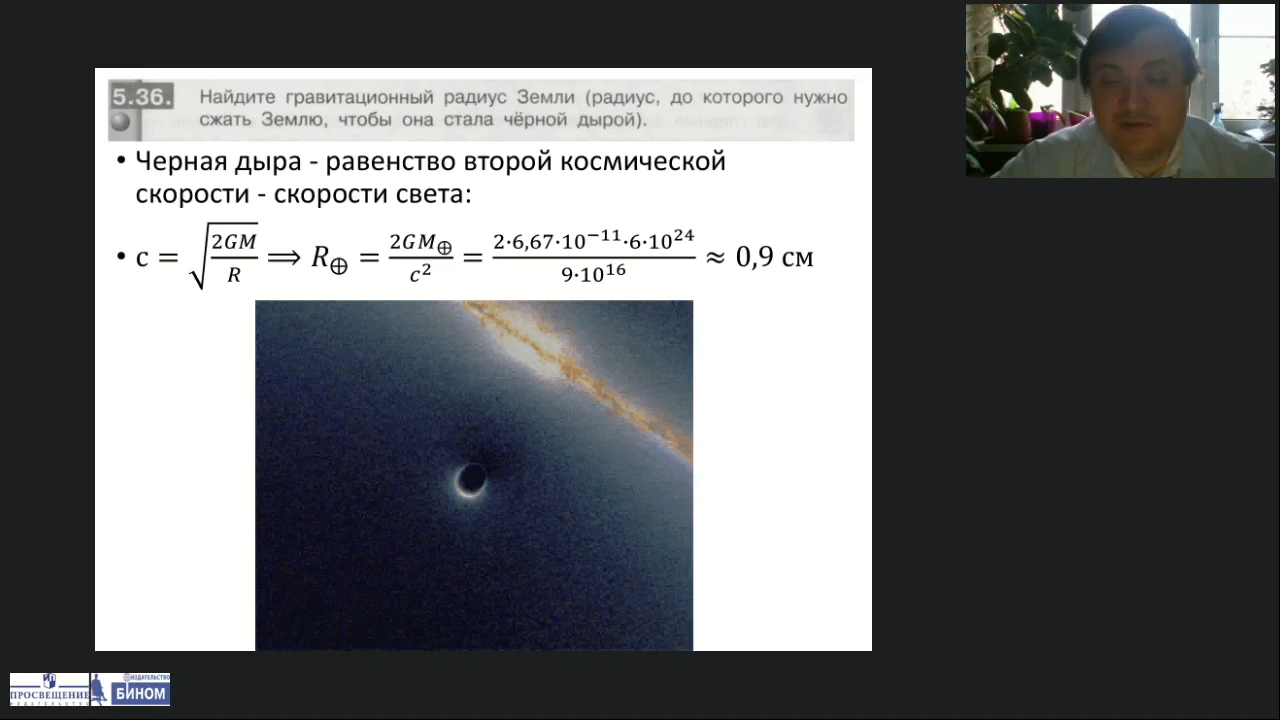 5.36. Найдите гравитационный радиус Земли (радиус, до которого нужно
сжать Землю, чтобы она стала чёрной дырой).
• Черная дыра - равенство второй космической
скорости - скорости света:
• c = √(2GM/R) ⟹ R⊕ = 2GM⊕/c² = 2·6,67·10⁻¹¹·6·10²⁴/9·10¹⁶ ≈ 0,9 см
ПРОСВЕЩЕНИЕ
ИЗДАТЕЛЬСТВО
ИЗДАТЕЛЬСТВО
БИНОМ